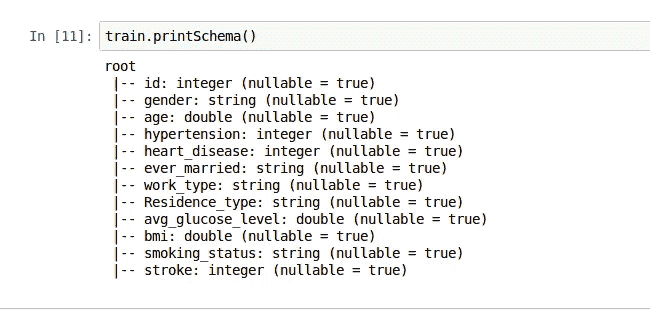 In [11]: train.printSchema()
root
 |-- id: integer (nullable = true)
 |-- gender: string (nullable = true)
 |-- age: double (nullable = true)
 |-- hypertension: integer (nullable = true)
 |-- heart_disease: integer (nullable = true)
 |-- ever_married: string (nullable = true)
 |-- work_type: string (nullable = true)
 |-- Residence_type: string (nullable = true)
 |-- avg_glucose_level: double (nullable = true)
 |-- bmi: double (nullable = true)
 |-- smoking_status: string (nullable = true)
 |-- stroke: integer (nullable = true)